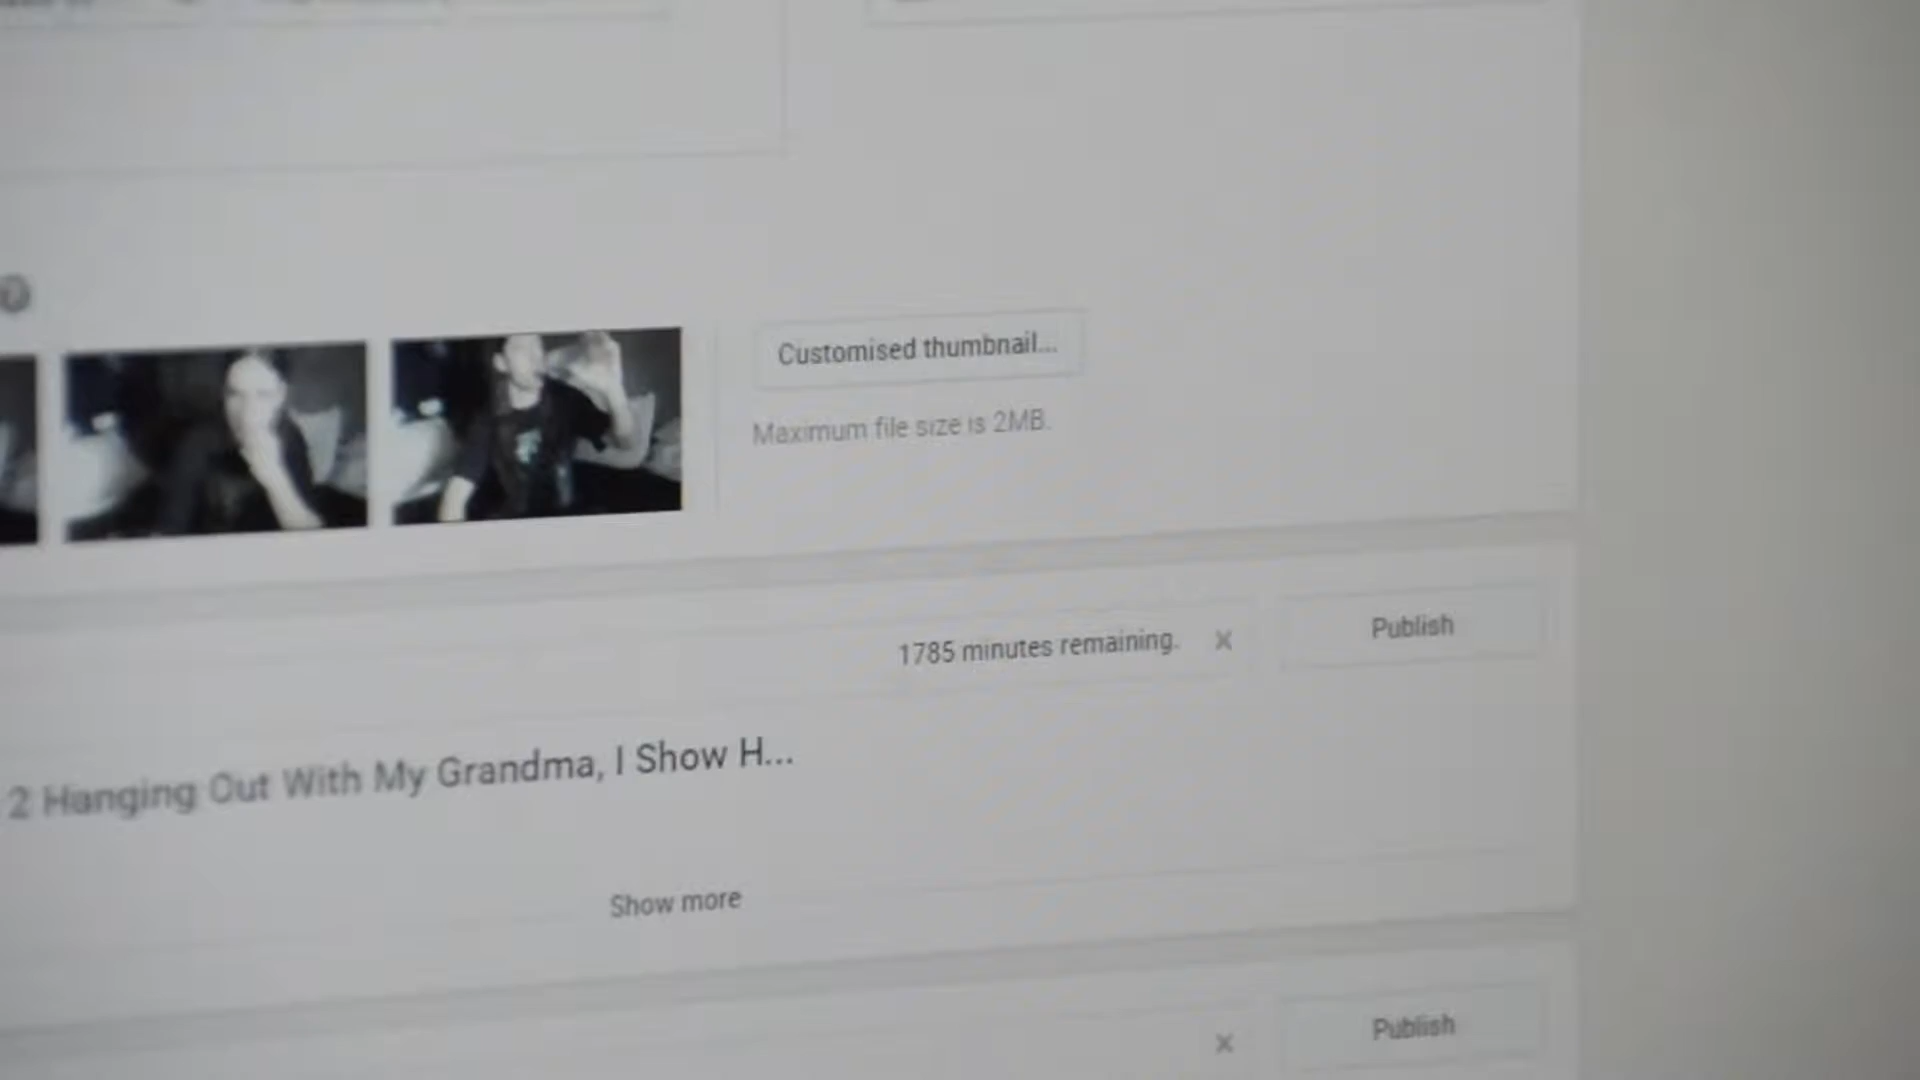 Customised thumbnail...
Maximum file size is 2MB.
1785 minutes remaining. ×
Publish
2 Hanging Out With My Grandma, I Show H...
Show more
× Publish